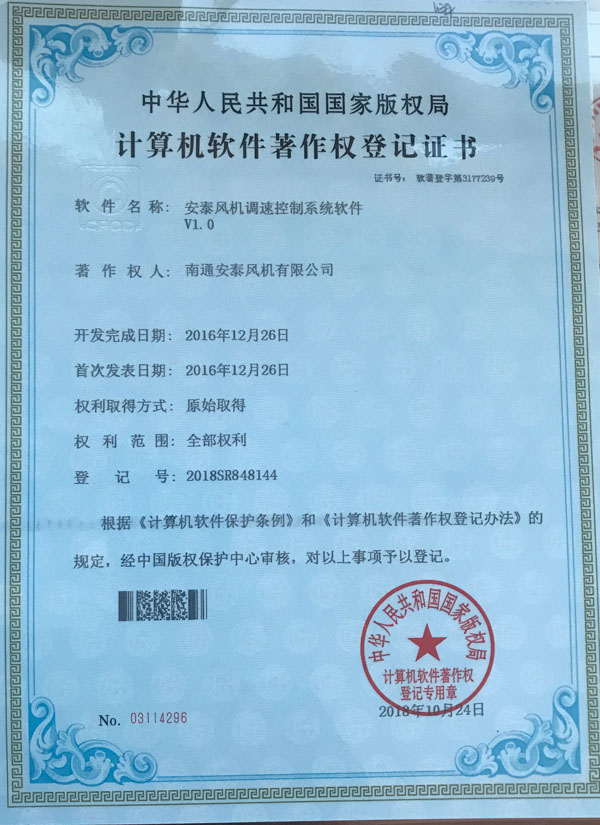 中华人民共和国国家版权局
计算机软件著作权登记证书
证书号： 软著登字第3177239号
软件名称： 安泰风机调速控制系统软件
V1.0
著作权人： 南通安泰风机有限公司
开发完成日期： 2016年12月26日
首次发表日期： 2016年12月26日
权利取得方式： 原始取得
权利范围： 全部权利
登记号： 2018SR848144
根据《计算机软件保护条例》和《计算机软件著作权登记办法》的
规定，经中国版权保护中心审核，对以上事项予以登记。
中华人民共和国国家版权局
计算机软件著作权
登记专用章
2018年10月24日
No. 03114296